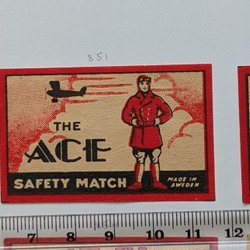 851
THE
ACE
SAFETY MATCH
MADE IN
SWEDEN
7 8 9 10 11 12